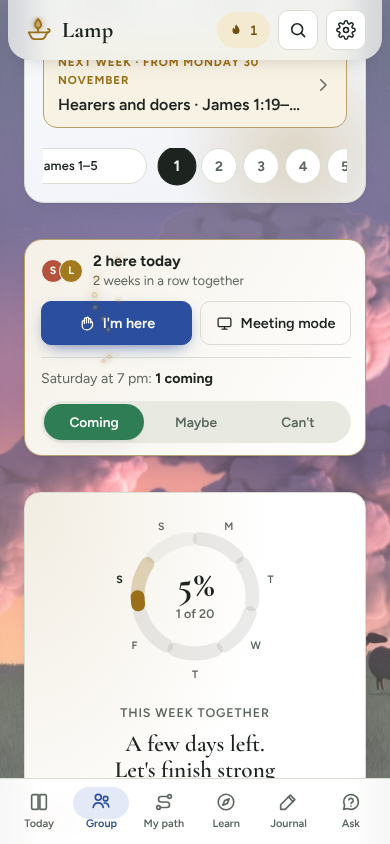 Lamp
1
NEXT WEEK · FROM MONDAY 30
NOVEMBER
Hearers and doers · James 1:19–...
ames 1–5
1
2
3
4
5
S
L
2 here today
2 weeks in a row together
I'm here
Meeting mode
Saturday at 7 pm: 1 coming
Coming
Maybe
Can't
S
M
S
T
5%
1 of 20
F
W
T
THIS WEEK TOGETHER
A few days left.
Let's finish strong
Today
Group
My path
Learn
Journal
Ask